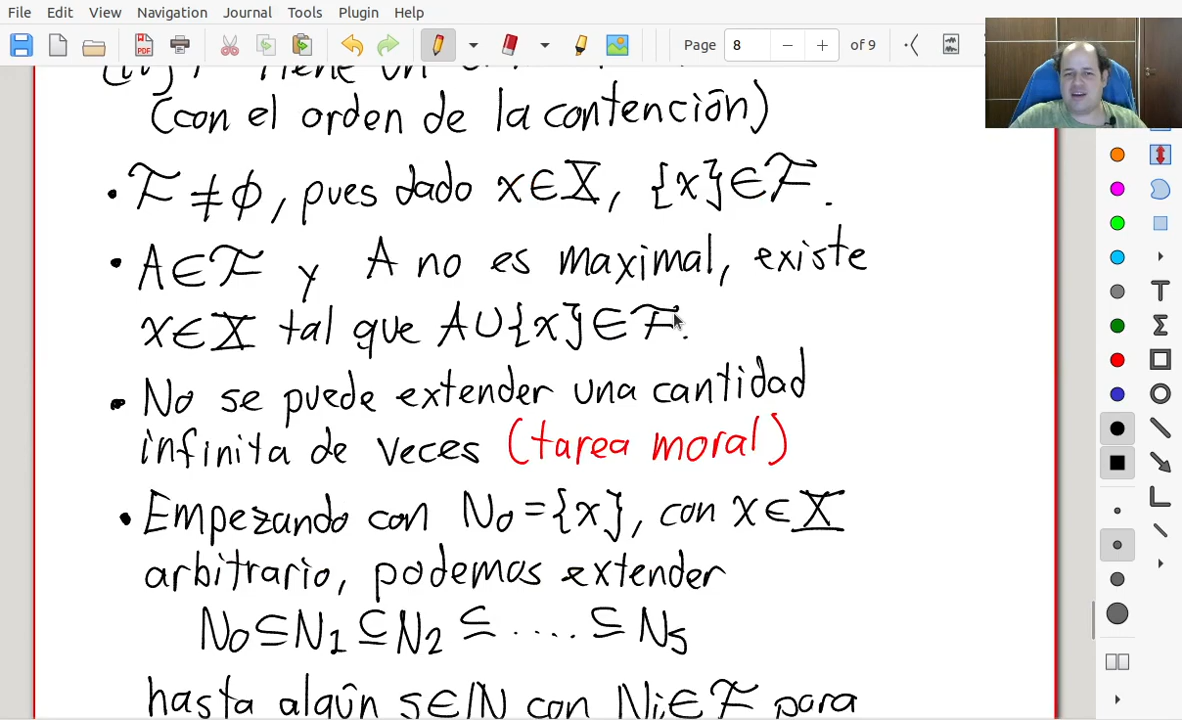 File Edit View Navigation Journal Tools Plugin Help
Page 8 of 9
(con el orden de la contención)
• F ≠ ∅, pues dado x∈X, {x}∈F.
• A∈F y A no es maximal, existe
x∈X tal que A∪{x}∈F.
• No se puede extender una cantidad
infinita de veces (tarea moral)
• Empezando con N₀={x}, con x∈X
arbitrario, podemos extender
N₀⊆N₁⊆N₂⊆....⊆Ns
hasta algún s∈ℕ con Ni∈F para